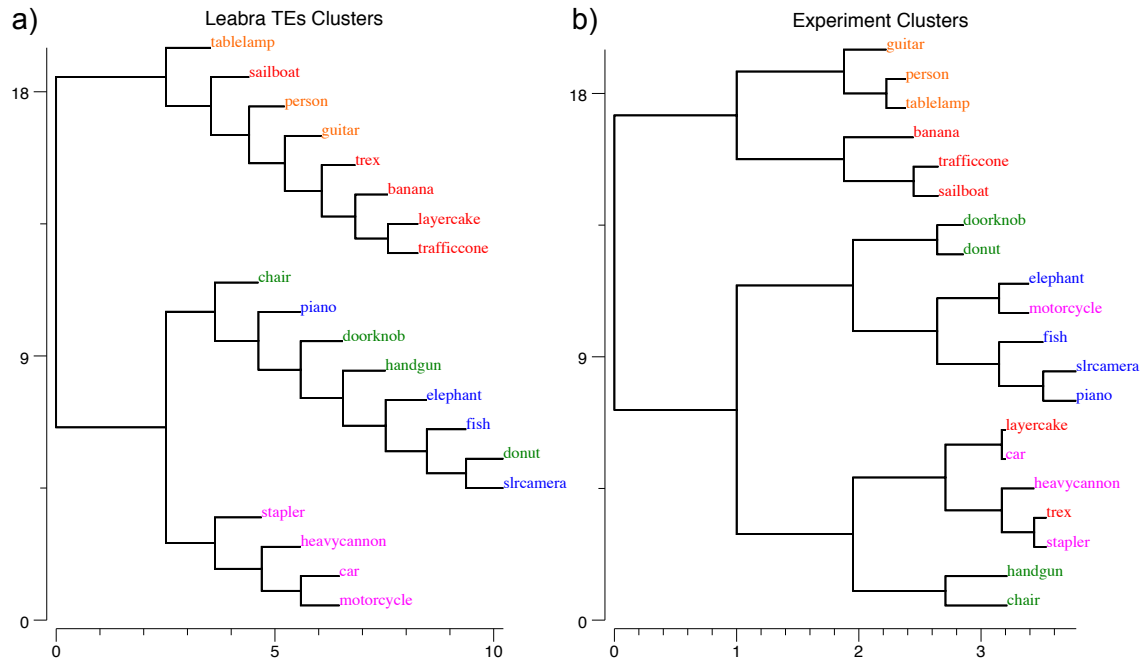 a)
Leabra TEs Clusters
tablelamp
sailboat
person
guitar
trex
banana
layercake
trafficcone
chair
piano
doorknob
handgun
elephant
fish
donut
slrcamera
stapler
heavycannon
car
motorcycle
18
9
0
0
5
10
b)
Experiment Clusters
guitar
person
tablelamp
banana
trafficcone
sailboat
doorknob
donut
elephant
motorcycle
fish
slrcamera
piano
layercake
car
heavycannon
trex
stapler
handgun
chair
18
9
0
0
1
2
3